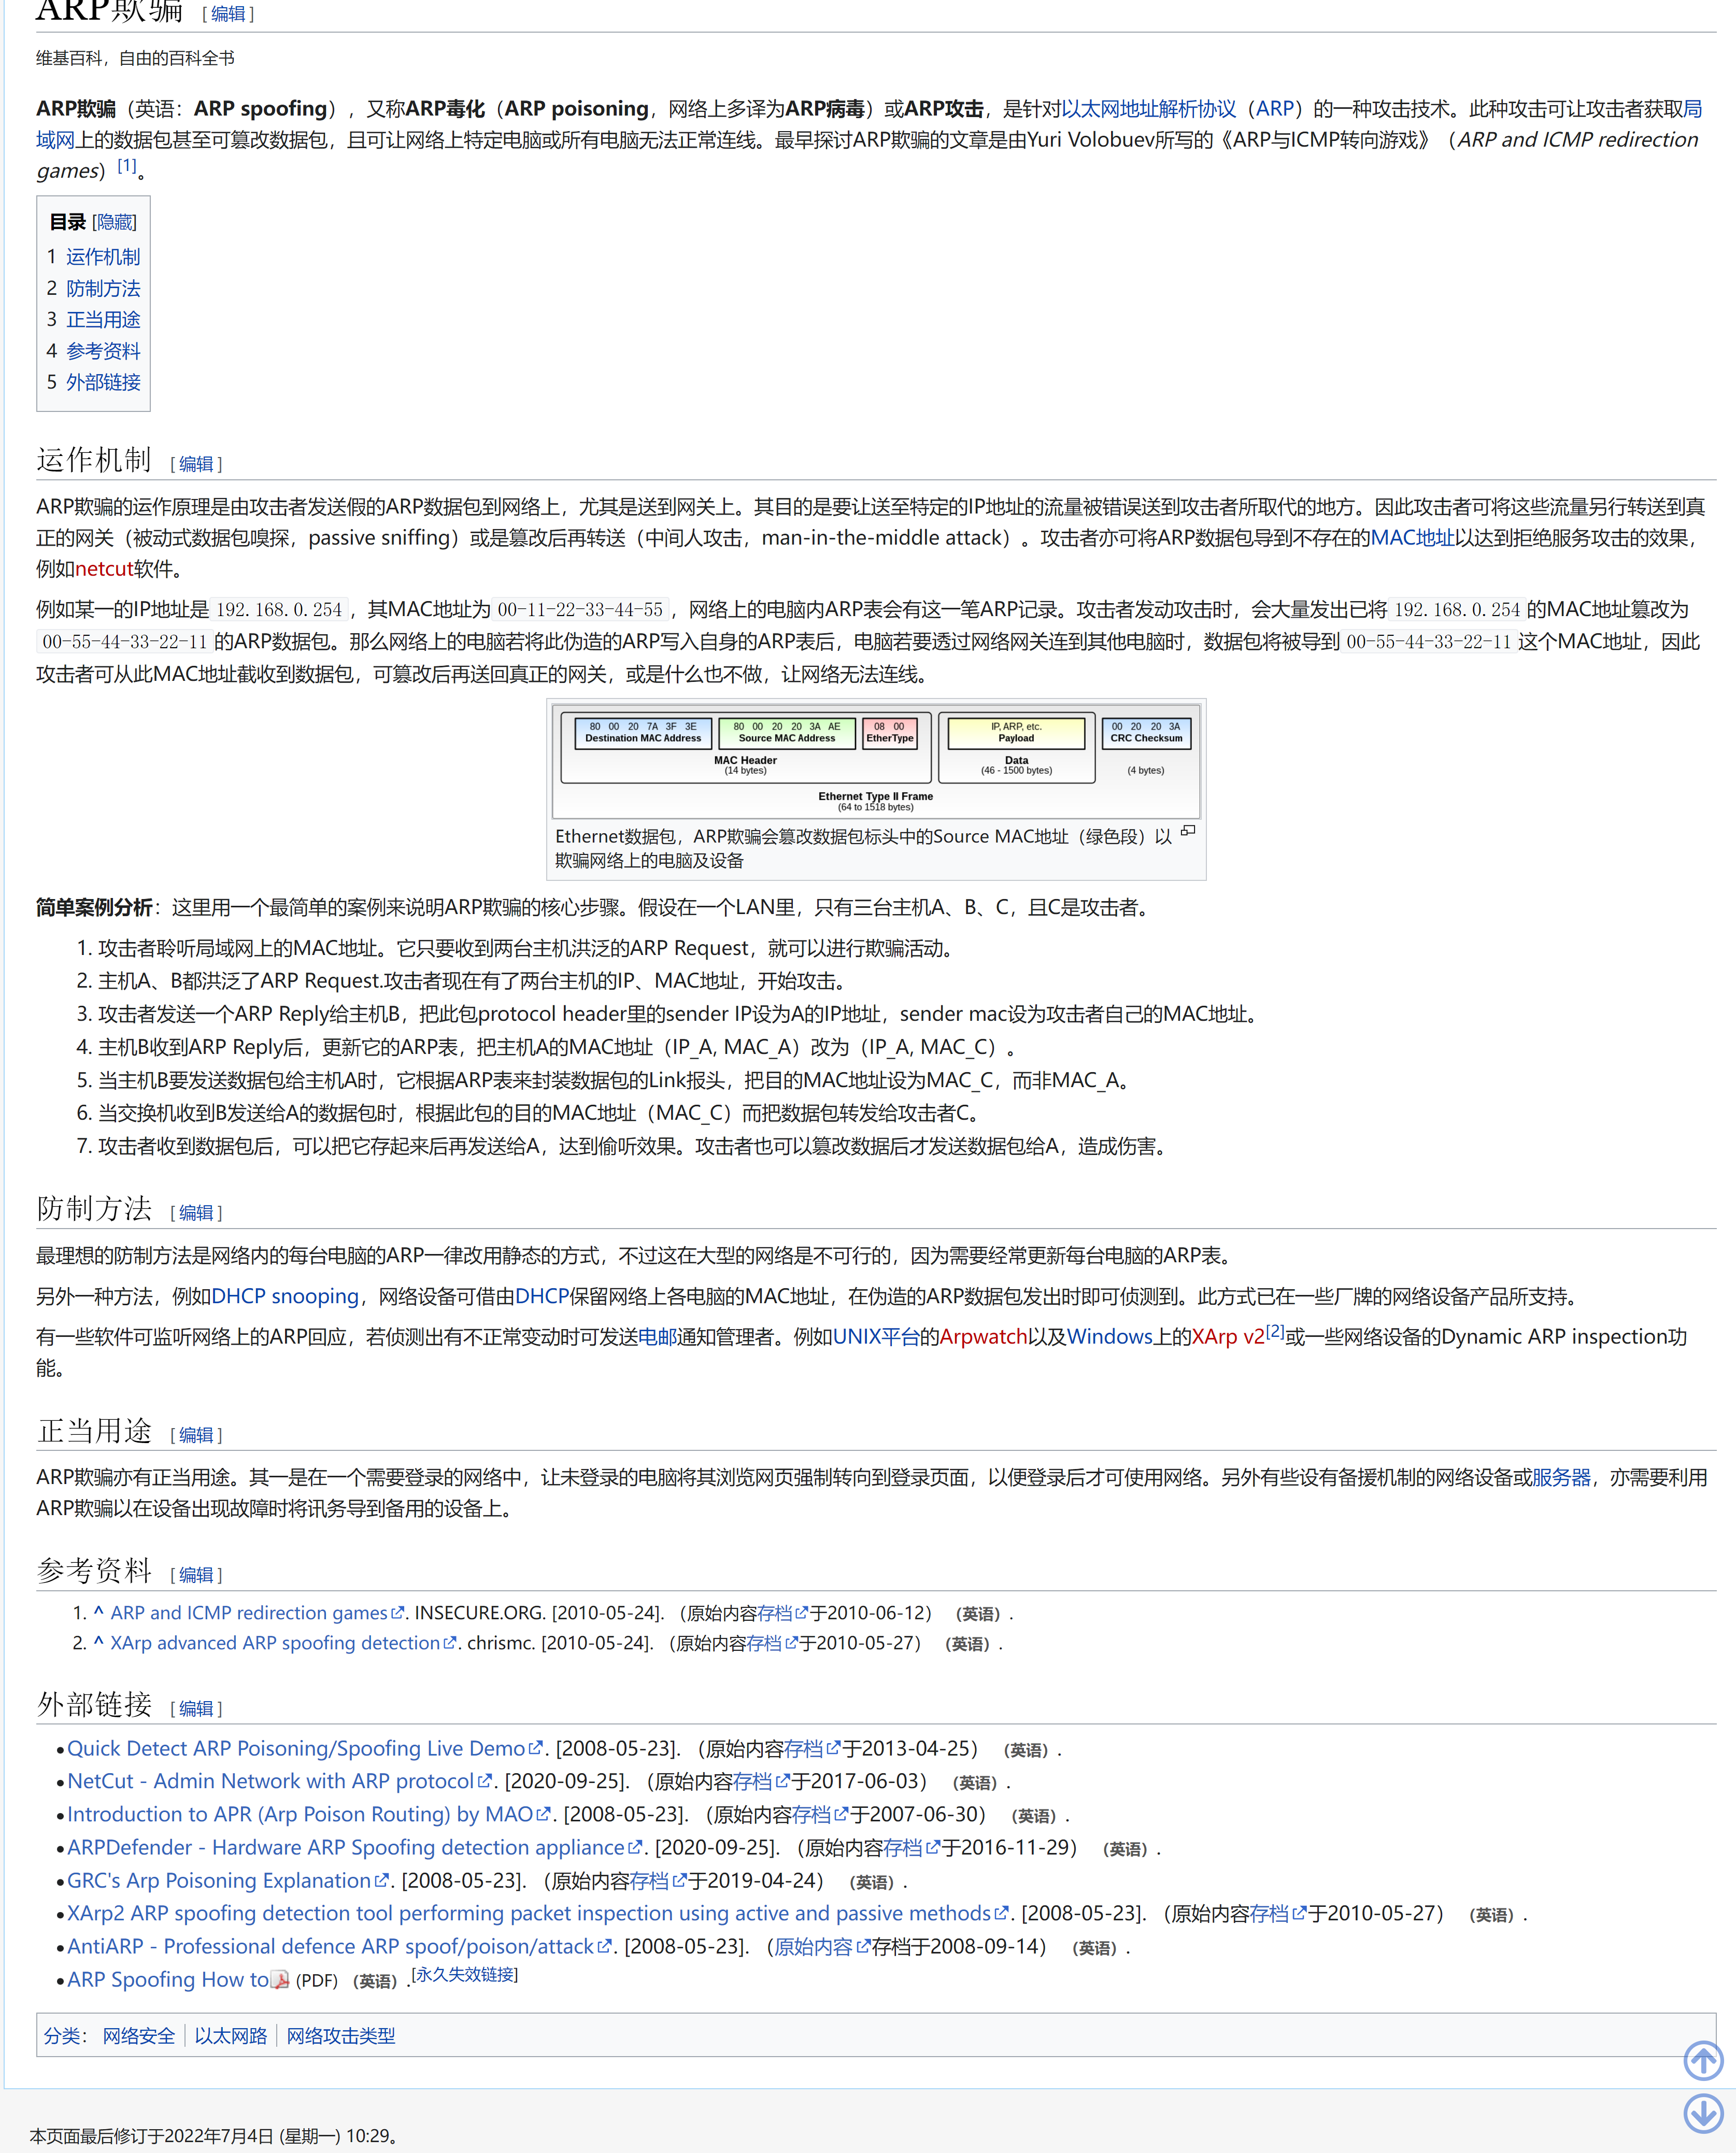 ARP欺骗 [ 编辑 ]
维基百科，自由的百科全书
ARP欺骗（英语：ARP spoofing），又称ARP毒化（ARP poisoning，网络上多译为ARP病毒）或ARP攻击，是针对以太网地址解析协议（ARP）的一种攻击技术。此种攻击可让攻击者获取局
域网上的数据包甚至可篡改数据包，且可让网络上特定电脑或所有电脑无法正常连线。最早探讨ARP欺骗的文章是由Yuri Volobuev所写的《ARP与ICMP转向游戏》（ARP and ICMP redirection
games）[1]。
目录 [隐藏]
1 运作机制
2 防制方法
3 正当用途
4 参考资料
5 外部链接
运作机制 [ 编辑 ]
ARP欺骗的运作原理是由攻击者发送假的ARP数据包到网络上，尤其是送到网关上。其目的是要让送至特定的IP地址的流量被错误送到攻击者所取代的地方。因此攻击者可将这些流量另行转送到真
正的网关（被动式数据包嗅探，passive sniffing）或是篡改后再转送（中间人攻击，man-in-the-middle attack）。攻击者亦可将ARP数据包导到不存在的MAC地址以达到拒绝服务攻击的效果，
例如netcut软件。
例如某一的IP地址是 192.168.0.254 ，其MAC地址为 00-11-22-33-44-55 ，网络上的电脑内ARP表会有这一笔ARP记录。攻击者发动攻击时，会大量发出已将 192.168.0.254 的MAC地址篡改为
00-55-44-33-22-11 的ARP数据包。那么网络上的电脑若将此伪造的ARP写入自身的ARP表后，电脑若要透过网络网关连到其他电脑时，数据包将被导到 00-55-44-33-22-11 这个MAC地址，因此
攻击者可从此MAC地址截收到数据包，可篡改后再送回真正的网关，或是什么也不做，让网络无法连线。
80 00 20 7A 3F 3E 80 00 20 20 3A AE 08 00 IP, ARP, etc. 00 20 20 3A
Destination MAC Address Source MAC Address EtherType Payload CRC Checksum
MAC Header Data
(14 bytes) (46 - 1500 bytes) (4 bytes)
Ethernet Type II Frame
(64 to 1518 bytes)
Ethernet数据包，ARP欺骗会篡改数据包标头中的Source MAC地址（绿色段）以
欺骗网络上的电脑及设备
简单案例分析：这里用一个最简单的案例来说明ARP欺骗的核心步骤。假设在一个LAN里，只有三台主机A、B、C，且C是攻击者。
1. 攻击者聆听局域网上的MAC地址。它只要收到两台主机洪泛的ARP Request，就可以进行欺骗活动。
2. 主机A、B都洪泛了ARP Request.攻击者现在有了两台主机的IP、MAC地址，开始攻击。
3. 攻击者发送一个ARP Reply给主机B，把此包protocol header里的sender IP设为A的IP地址，sender mac设为攻击者自己的MAC地址。
4. 主机B收到ARP Reply后，更新它的ARP表，把主机A的MAC地址（IP_A, MAC_A）改为（IP_A, MAC_C）。
5. 当主机B要发送数据包给主机A时，它根据ARP表来封装数据包的Link报头，把目的MAC地址设为MAC_C，而非MAC_A。
6. 当交换机收到B发送给A的数据包时，根据此包的目的MAC地址（MAC_C）而把数据包转发给攻击者C。
7. 攻击者收到数据包后，可以把它存起来后再发送给A，达到偷听效果。攻击者也可以篡改数据后才发送数据包给A，造成伤害。
防制方法 [ 编辑 ]
最理想的防制方法是网络内的每台电脑的ARP一律改用静态的方式，不过这在大型的网络是不可行的，因为需要经常更新每台电脑的ARP表。
另外一种方法，例如DHCP snooping，网络设备可借由DHCP保留网络上各电脑的MAC地址，在伪造的ARP数据包发出时即可侦测到。此方式已在一些厂牌的网络设备产品所支持。
有一些软件可监听网络上的ARP回应，若侦测出有不正常变动时可发送电邮通知管理者。例如UNIX平台的Arpwatch以及Windows上的XArp v2[2]或一些网络设备的Dynamic ARP inspection功
能。
正当用途 [ 编辑 ]
ARP欺骗亦有正当用途。其一是在一个需要登录的网络中，让未登录的电脑将其浏览网页强制转向到登录页面，以便登录后才可使用网络。另外有些设有备援机制的网络设备或服务器，亦需要利用
ARP欺骗以在设备出现故障时将讯务导到备用的设备上。
参考资料 [ 编辑 ]
1. ^ ARP and ICMP redirection games. INSECURE.ORG. [2010-05-24]. （原始内容存档于2010-06-12）（英语）.
2. ^ XArp advanced ARP spoofing detection. chrismc. [2010-05-24]. （原始内容存档于2010-05-27）（英语）.
外部链接 [ 编辑 ]
• Quick Detect ARP Poisoning/Spoofing Live Demo. [2008-05-23]. （原始内容存档于2013-04-25）（英语）.
• NetCut - Admin Network with ARP protocol. [2020-09-25]. （原始内容存档于2017-06-03）（英语）.
• Introduction to APR (Arp Poison Routing) by MAO. [2008-05-23]. （原始内容存档于2007-06-30）（英语）.
• ARPDefender - Hardware ARP Spoofing detection appliance. [2020-09-25]. （原始内容存档于2016-11-29）（英语）.
• GRC's Arp Poisoning Explanation. [2008-05-23]. （原始内容存档于2019-04-24）（英语）.
• XArp2 ARP spoofing detection tool performing packet inspection using active and passive methods. [2008-05-23]. （原始内容存档于2010-05-27）（英语）.
• AntiARP - Professional defence ARP spoof/poison/attack. [2008-05-23]. （原始内容存档于2008-09-14）（英语）.
• ARP Spoofing How to (PDF) （英语）.[永久失效链接]
分类： 网络安全 | 以太网路 | 网络攻击类型
本页面最后修订于2022年7月4日 (星期一) 10:29。